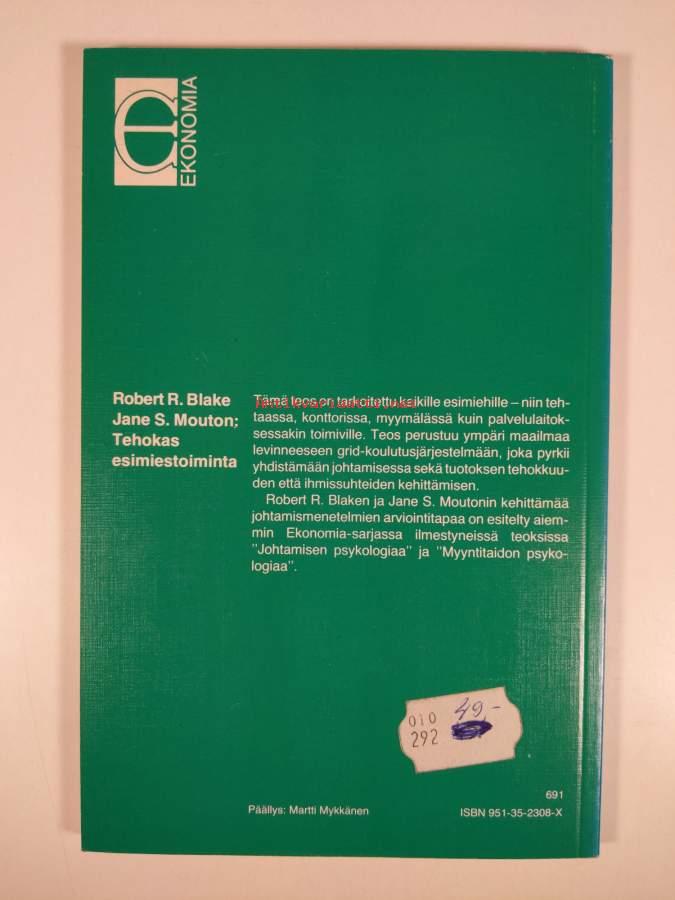 EKONOMIA
Robert R. Blake
Jane S. Mouton;
Tehokas
esimiestoiminta
Tämä teos on tarkoitettu kaikille esimiehille – niin teh-
taassa, konttorissa, myymälässä kuin palvelulaitok-
sessakin toimiville. Teos perustuu ympäri maailmaa
levinneeseen grid-koulutusjärjestelmään, joka pyrkii
yhdistämään johtamisessa sekä tuotoksen tehokkuu-
den että ihmissuhteiden kehittämisen.
Robert R. Blaken ja Jane S. Moutonin kehittämää
johtamismenetelmien arviointitapaa on esitelty aiem-
min Ekonomia-sarjassa ilmestyneissä teoksissa
"Johtamisen psykologiaa" ja "Myyntitaidon psyko-
logiaa".
010 49,-
292
691
Päällys: Martti Mykkänen ISBN 951-35-2308-X